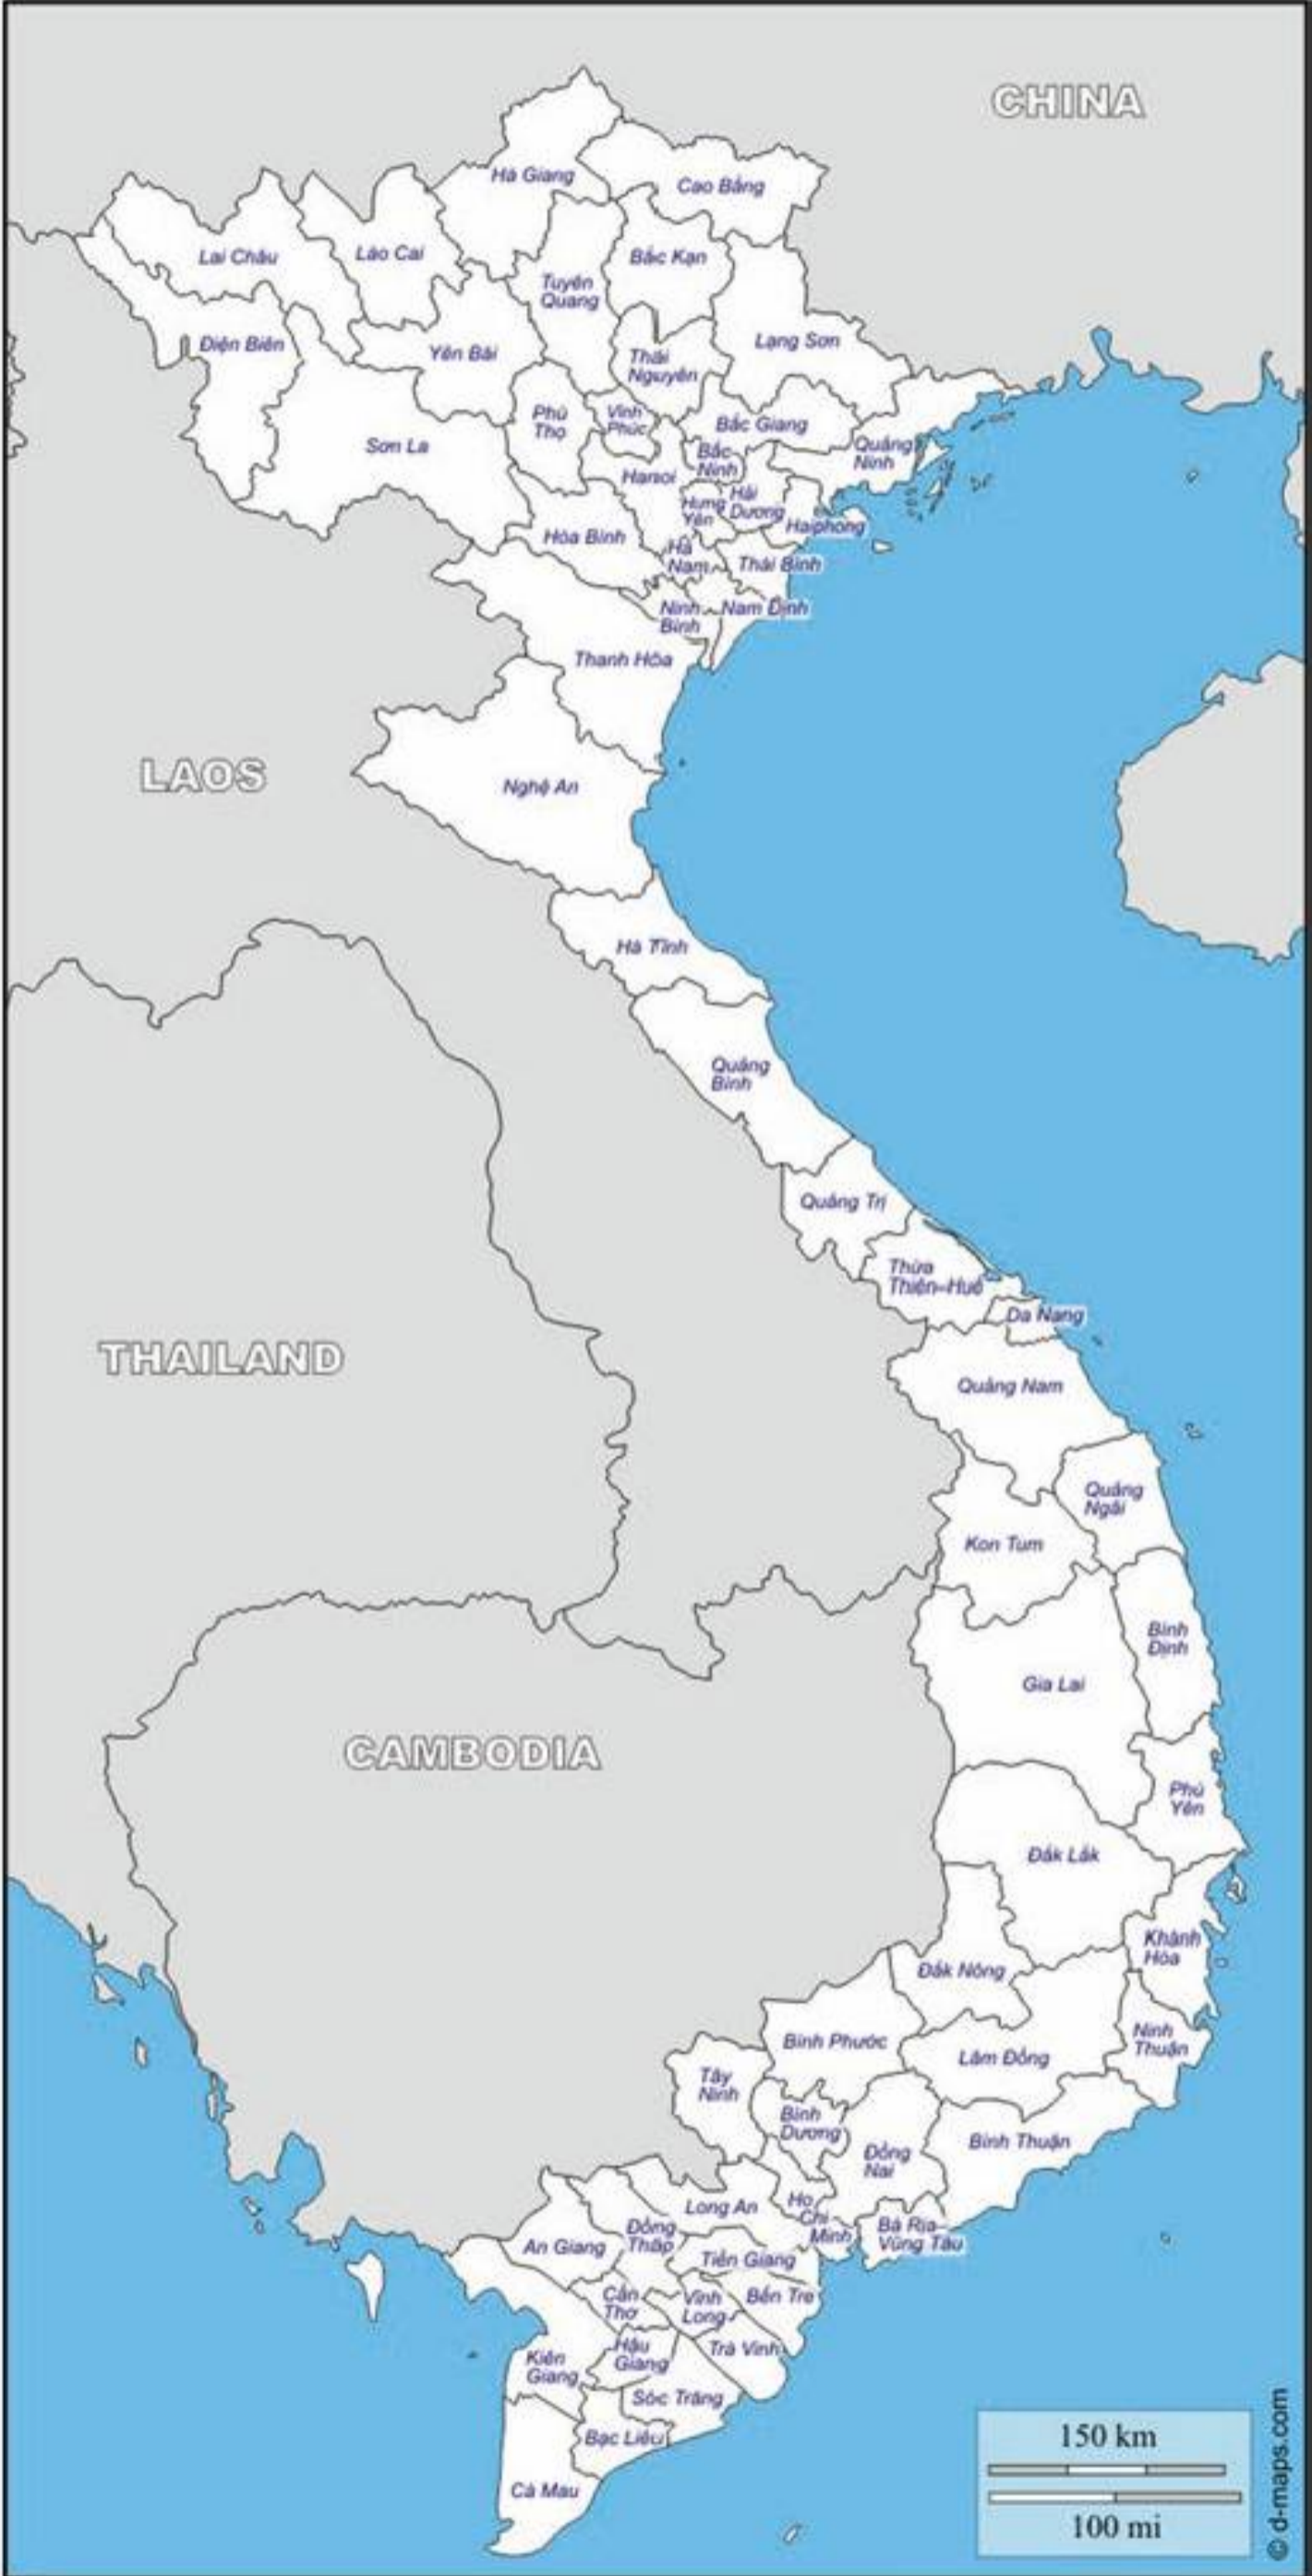 CHINA
Hà Giang
Cao Bằng
Lai Châu
Lào Cai
Bắc Kạn
Tuyên
Quang
Điện Biên
Yên Bái
Lạng Sơn
Thái
Nguyên
Phú
Thọ
Vĩnh
Phúc
Bắc Giang
Sơn La
Quảng
Ninh
Bắc
Ninh
Hanoi
Hưng
Yên
Hải
Dương
Haiphong
Hòa Bình
Hà
Nam
Thái Bình
Ninh
Bình
Nam Định
Thanh Hóa
LAOS
Nghệ An
Hà Tĩnh
Quảng
Bình
Quảng Trị
Thừa
Thiên-Huế
Da Nang
THAILAND
Quảng Nam
Quảng
Ngãi
Kon Tum
Bình
Định
Gia Lai
CAMBODIA
Phú
Yên
Đắk Lắk
Khánh
Hòa
Đắk Nông
Bình Phước
Lâm Đồng
Ninh
Thuận
Tây
Ninh
Bình
Dương
Đồng
Nai
Bình Thuận
Long An
Ho
Chi
Minh
Bà Rịa-
Vũng Tàu
An Giang
Đồng
Tháp
Tiền Giang
Cần
Thơ
Vĩnh
Long
Bến Tre
Kiên
Giang
Hậu
Giang
Trà Vinh
Sóc Trăng
Bạc Liêu
Cà Mau
150 km
100 mi
© d-maps.com